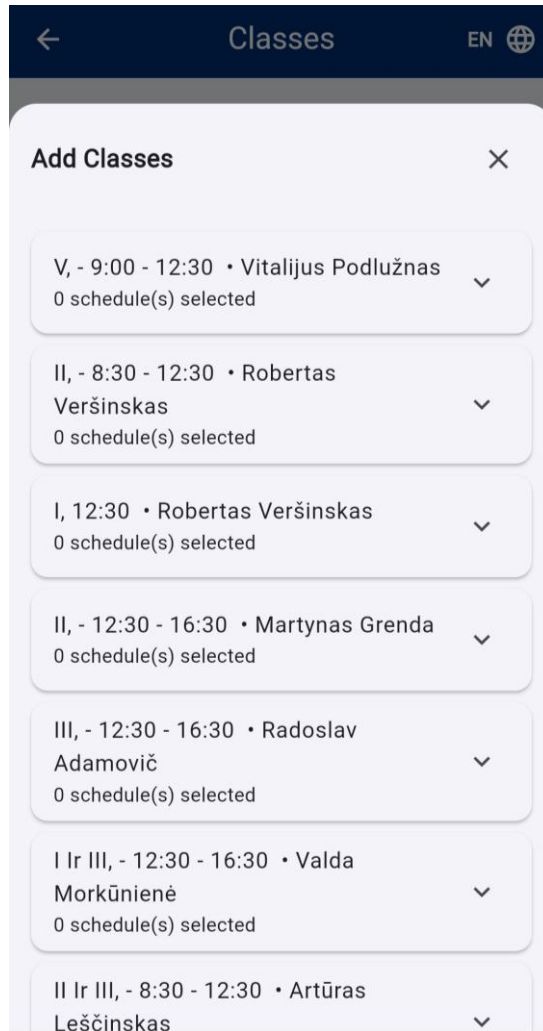 Classes
EN
Add Classes
V, - 9:00 - 12:30 • Vitalijus Podlužnas
0 schedule(s) selected
II, - 8:30 - 12:30 • Robertas
Veršinskas
0 schedule(s) selected
I, 12:30 • Robertas Veršinskas
0 schedule(s) selected
II, - 12:30 - 16:30 • Martynas Grenda
0 schedule(s) selected
III, - 12:30 - 16:30 • Radoslav
Adamovič
0 schedule(s) selected
I Ir III, - 12:30 - 16:30 • Valda
Morkūnienė
0 schedule(s) selected
II Ir III, - 8:30 - 12:30 • Artūras
Leščinskas